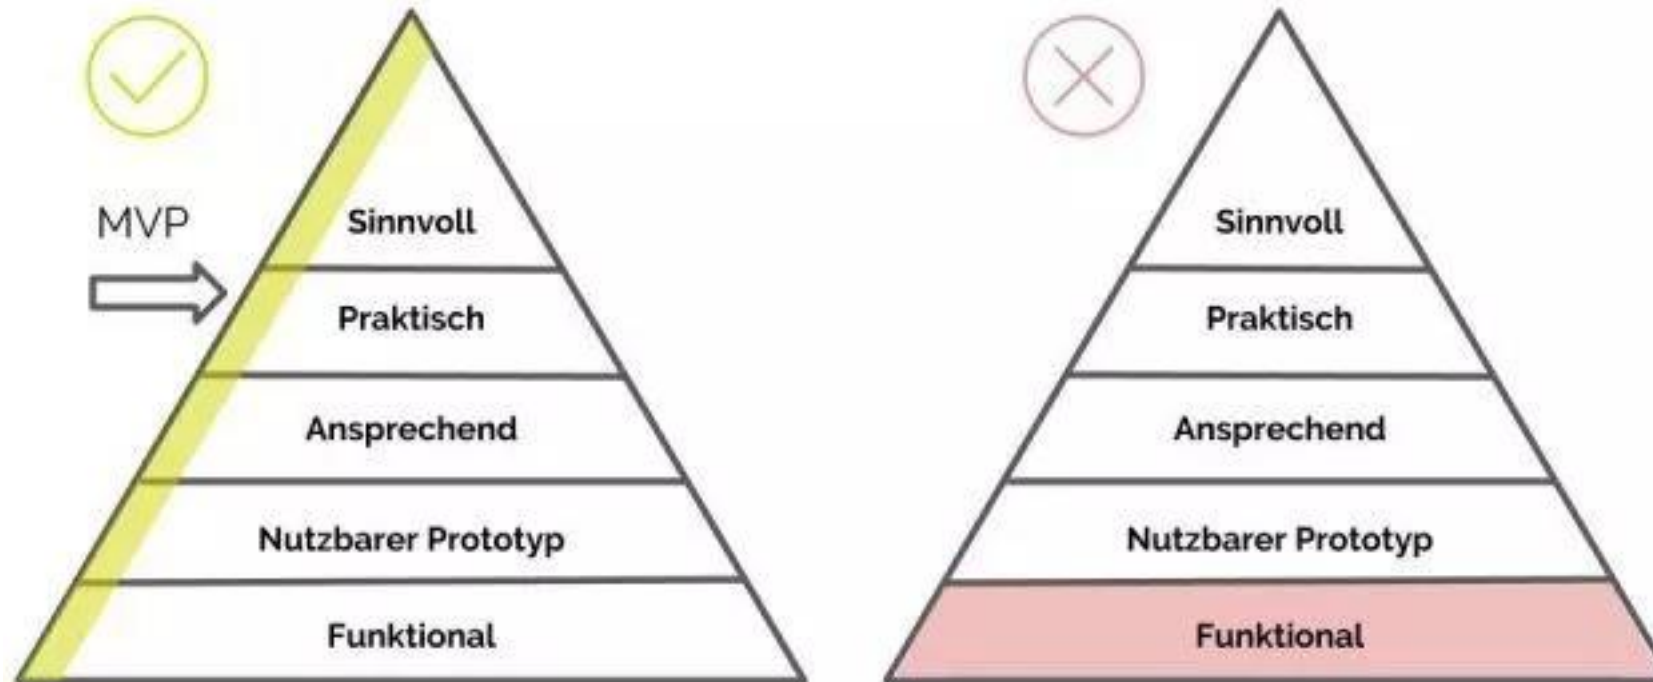 MVP
Sinnvoll
Praktisch
Ansprechend
Nutzbarer Prototyp
Funktional
Sinnvoll
Praktisch
Ansprechend
Nutzbarer Prototyp
Funktional